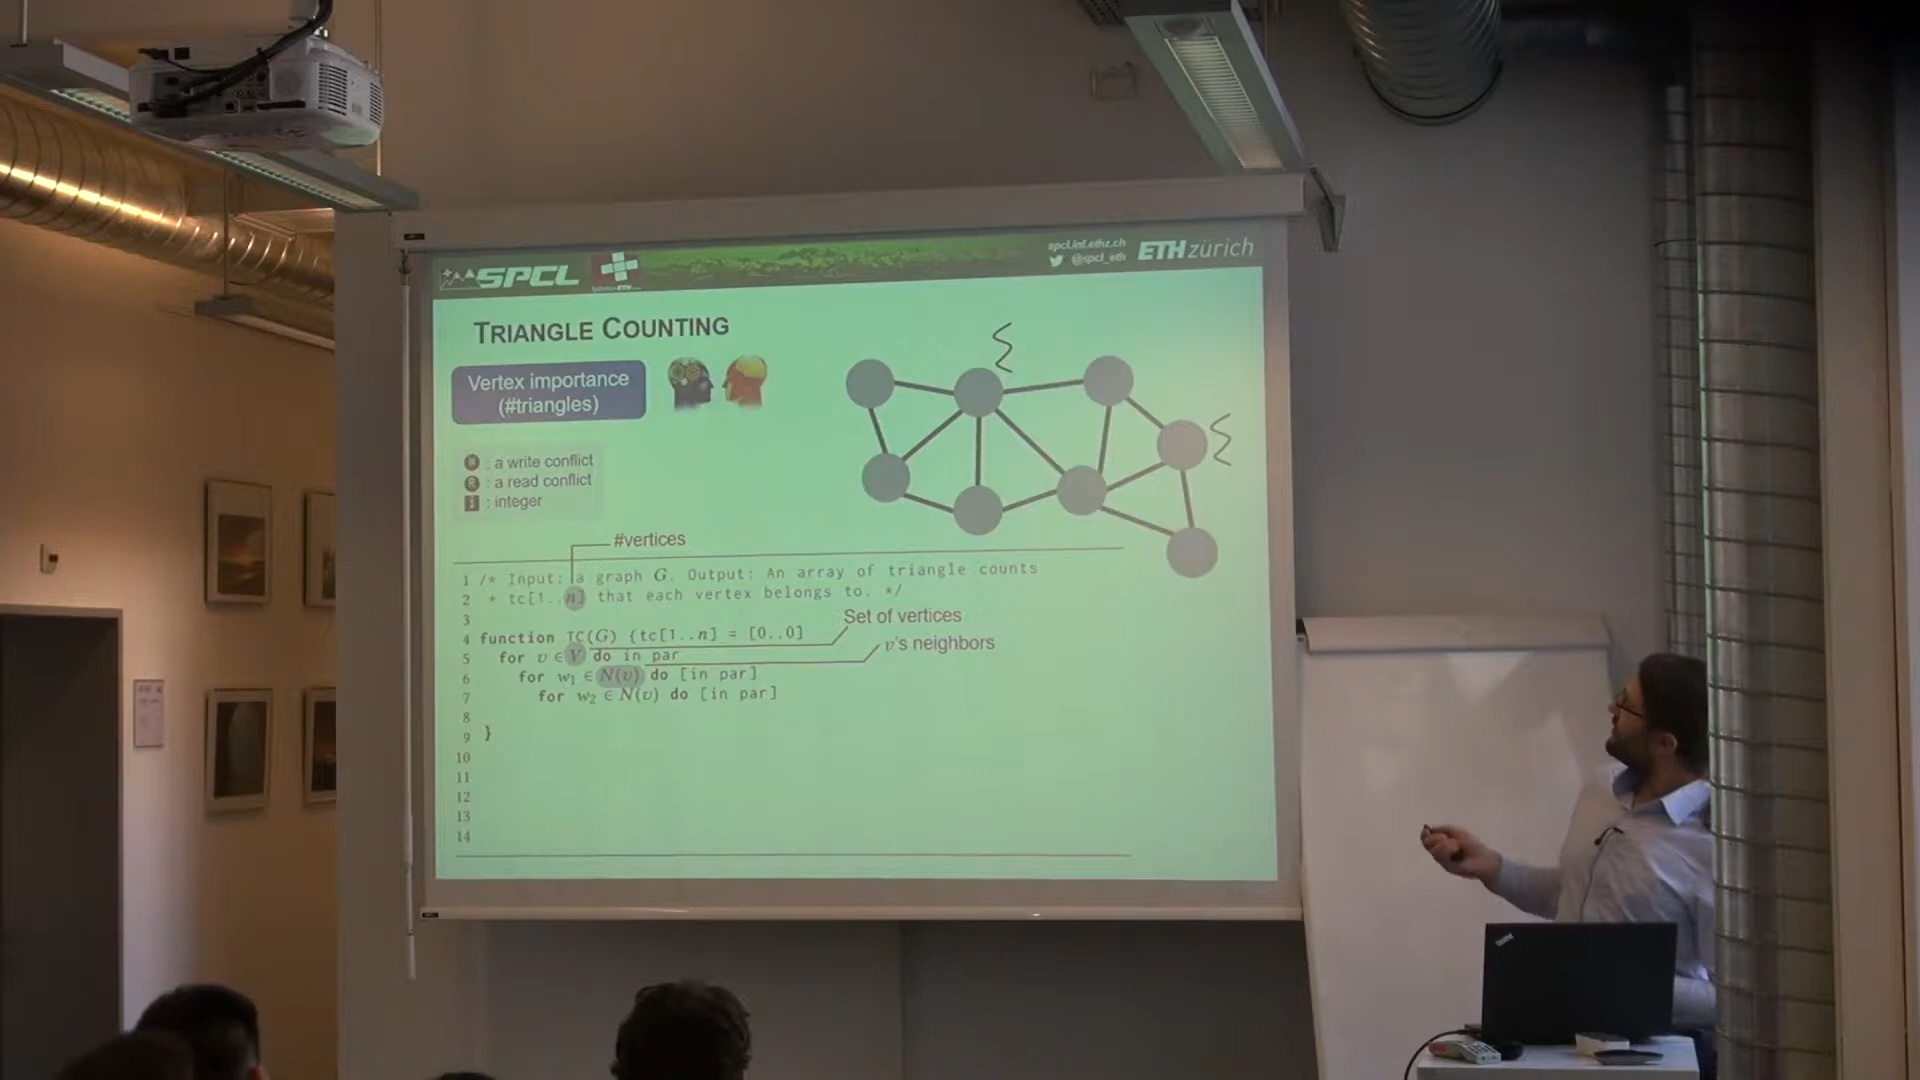 SPCL
spcl.inf.ethz.ch
@spcl_eth
ETH zürich
TRIANGLE COUNTING
Vertex importance
(#triangles)
W : a write conflict
R : a read conflict
i : integer
#vertices
1 /* Input: a graph G. Output: An array of triangle counts
2 * tc[1..n] that each vertex belongs to. */
3
Set of vertices
4 function TC(G) {tc[1..n] = [0..0]
v's neighbors
5 for v ∈ V do in par
6 for w₁ ∈ N(v) do [in par]
7 for w₂ ∈ N(v) do [in par]
8
9 }
10
11
12
13
14